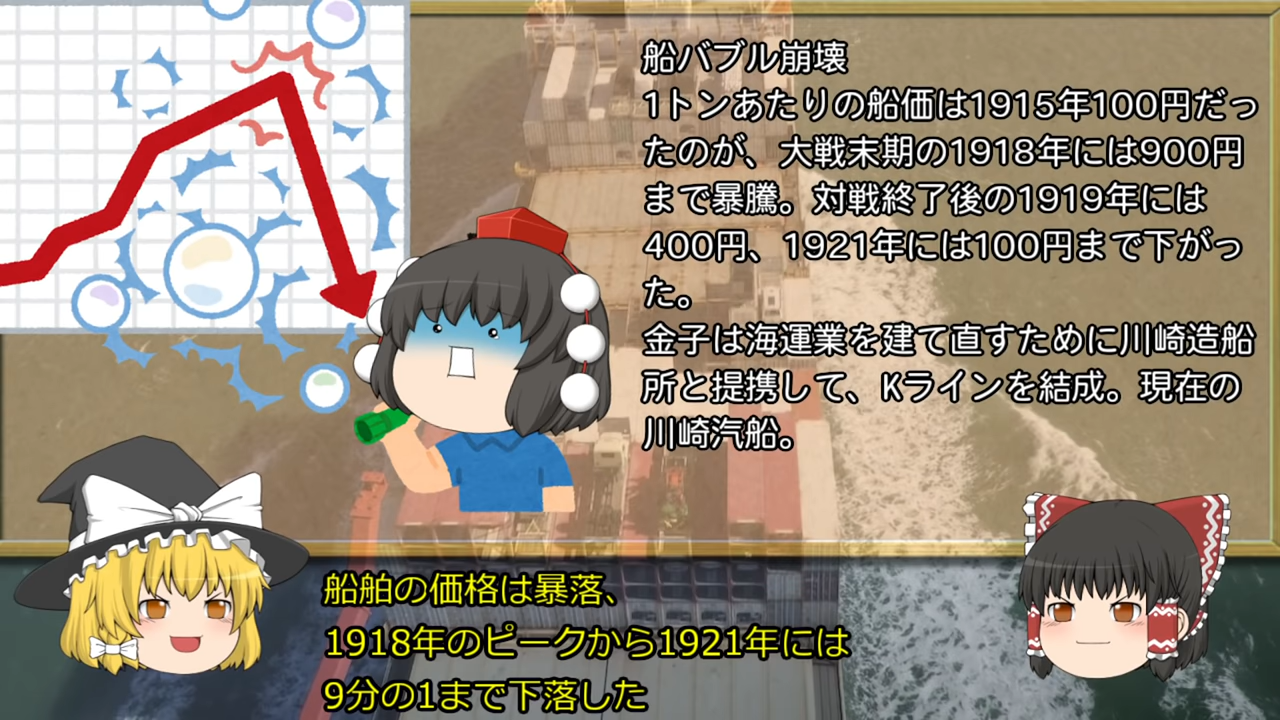 船バブル崩壊
1トンあたりの船価は1915年100円だっ
たのが、大戦末期の1918年には900円
まで暴騰。対戦終了後の1919年には
400円、1921年には100円まで下がっ
た。
金子は海運業を建て直すために川崎造船
所と提携して、Kラインを結成。現在の
川崎汽船。
船舶の価格は暴落、
1918年のピークから1921年には
9分の1まで下落した